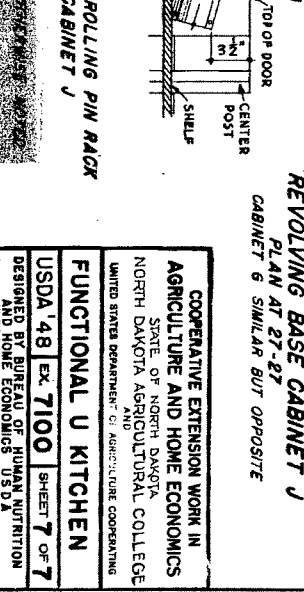 TOP OF DOOR
3 1/2"
CENTER
POST
SHELF
ROLLING PIN RACK
CABINET J
REVOLVING BASE CABINET J
PLAN AT 27-27
CABINET G SIMILAR BUT OPPOSITE
COOPERATIVE EXTENSION WORK IN
AGRICULTURE AND HOME ECONOMICS
STATE OF NORTH DAKOTA
NORTH DAKOTA AGRICULTURAL COLLEGE
AND
UNITED STATES DEPARTMENT OF AGRICULTURE COOPERATING
FUNCTIONAL U KITCHEN
USDA '48 EX. 7100 SHEET 7 OF 7
DESIGNED BY BUREAU OF HUMAN NUTRITION
AND HOME ECONOMICS USDA